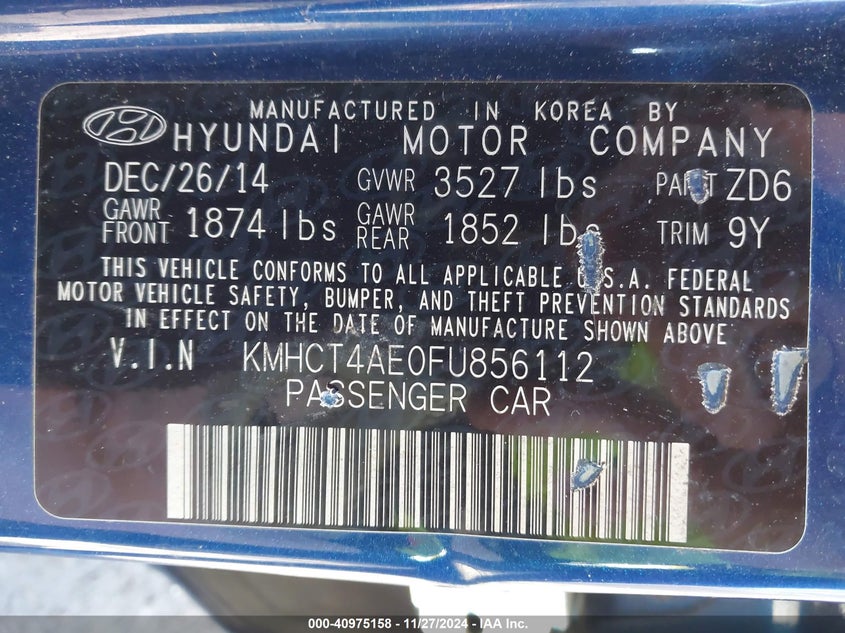 MANUFACTURED IN KOREA BY
HYUNDAI MOTOR COMPANY
DEC/26/14 GVWR 3527 lbs PAINT ZD6
GAWR FRONT 1874 lbs GAWR REAR 1852 lbs TRIM 9Y
THIS VEHICLE CONFORMS TO ALL APPLICABLE U.S.A. FEDERAL
MOTOR VEHICLE SAFETY, BUMPER, AND THEFT PREVENTION STANDARDS
IN EFFECT ON THE DATE OF MANUFACTURE SHOWN ABOVE
V.I.N KMHCT4AE0FU856112
PASSENGER CAR
000-40975158 - 11/27/2024 - IAA Inc.